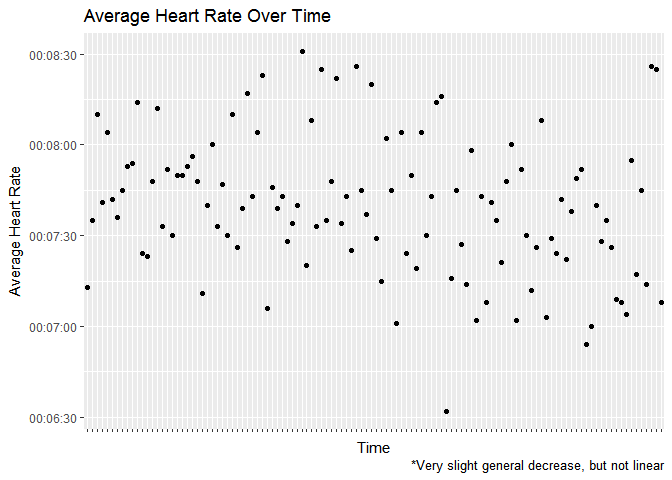 Average Heart Rate Over Time
00:08:30
00:08:00
00:07:30
00:07:00
00:06:30
Average Heart Rate
Time
*Very slight general decrease, but not linear